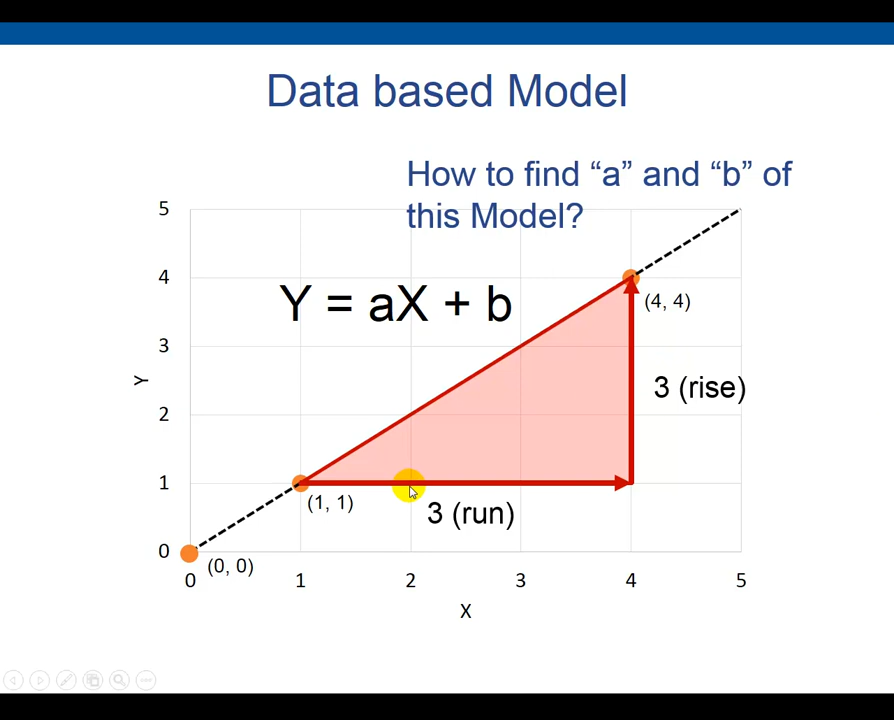 Data based Model
How to find “a” and “b” of
this Model?
Y = aX + b
5
4
3
2
1
0
Y
(4, 4)
3 (rise)
(1, 1)
3 (run)
(0, 0)
0 1 2 3 4 5
X